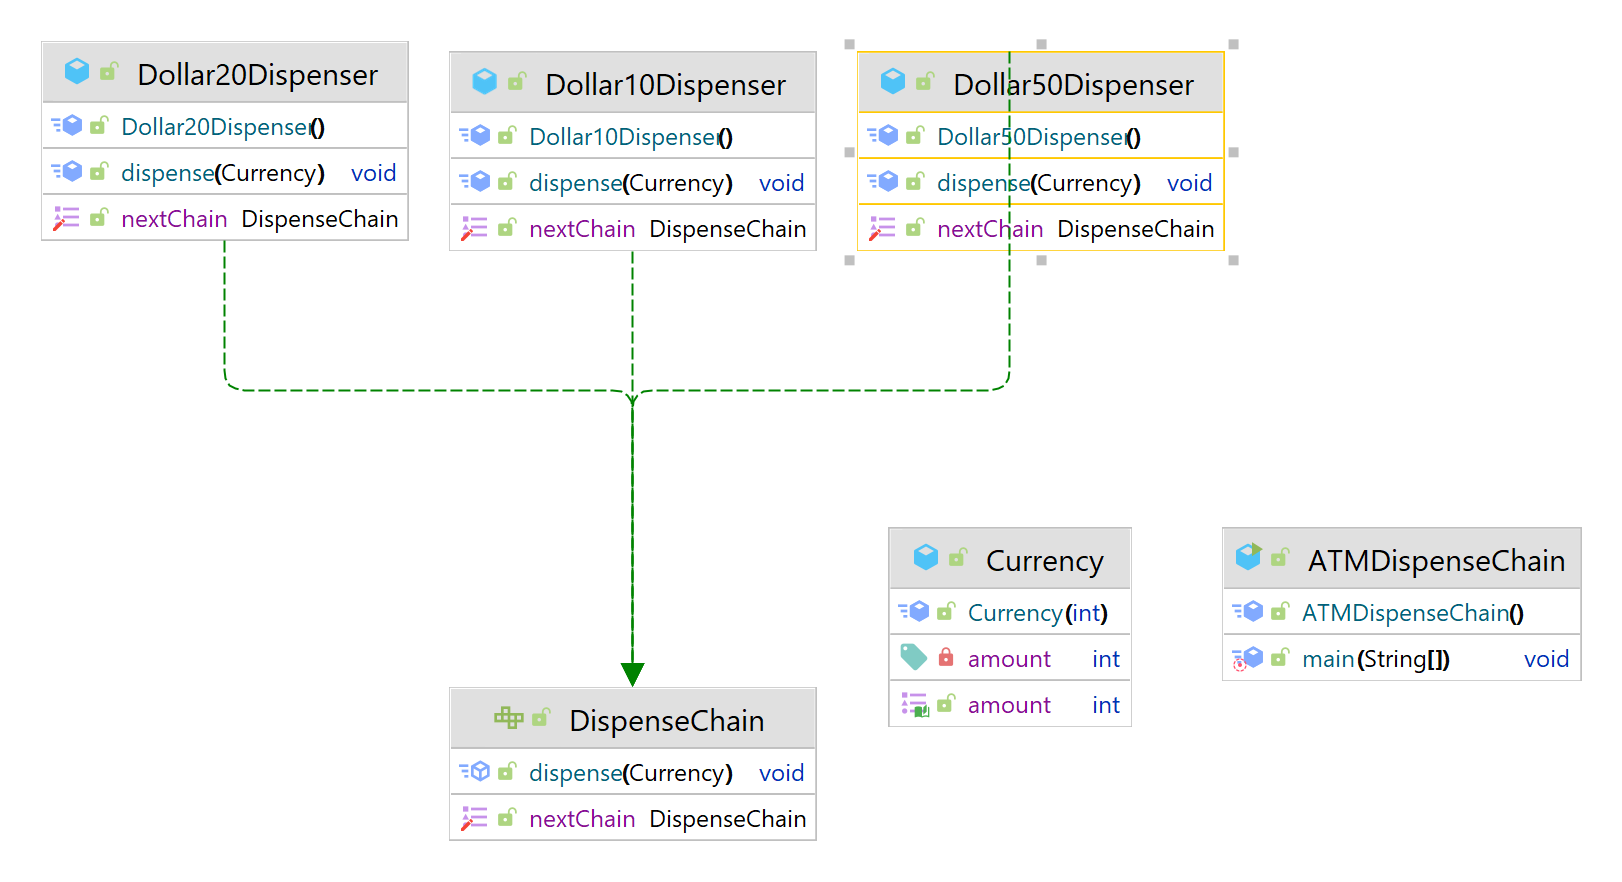 Dollar20Dispenser
Dollar20Dispenser()
dispense(Currency) void
nextChain DispenseChain
Dollar10Dispenser
Dollar10Dispenser()
dispense(Currency) void
nextChain DispenseChain
Dollar50Dispenser
Dollar50Dispenser()
dispense(Currency) void
nextChain DispenseChain
Currency
Currency(int)
amount int
amount int
ATMDispenseChain
ATMDispenseChain()
main(String[]) void
DispenseChain
dispense(Currency) void
nextChain DispenseChain